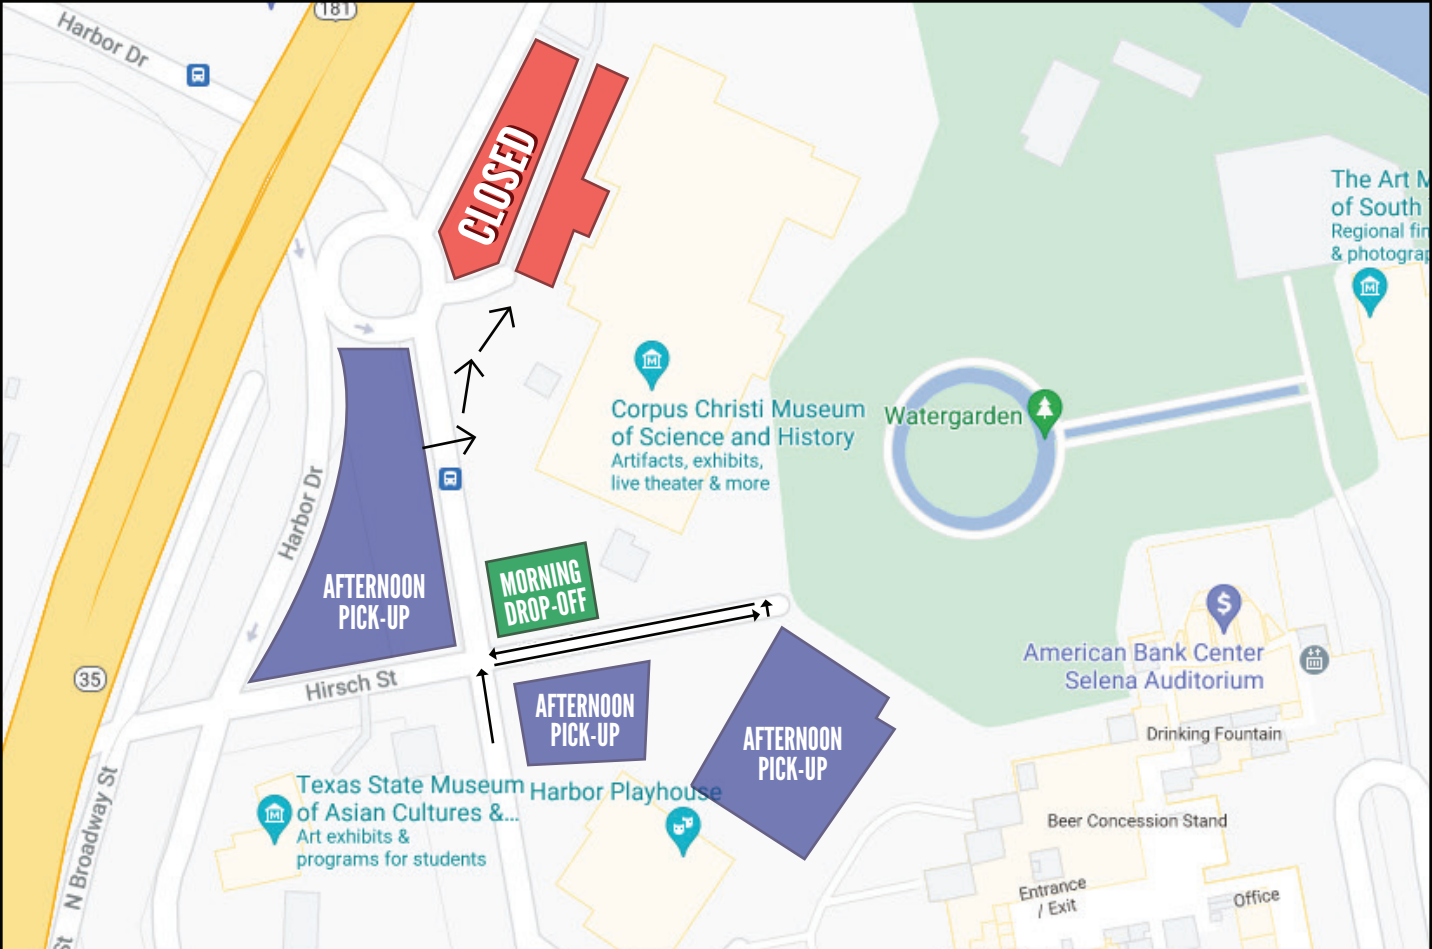 181
Harbor Dr
CLOSED
The Art M
of South
Regional fin
& photograp
Corpus Christi Museum
of Science and History
Artifacts, exhibits,
live theater & more
Watergarden
Harbor Dr
AFTERNOON
PICK-UP
MORNING
DROP-OFF
American Bank Center
Selena Auditorium
35
Hirsch St
AFTERNOON
PICK-UP
AFTERNOON
PICK-UP
Drinking Fountain
Texas State Museum
of Asian Cultures &...
Art exhibits &
programs for students
Harbor Playhouse
Beer Concession Stand
N Broadway St
Entrance
/ Exit
Office
St